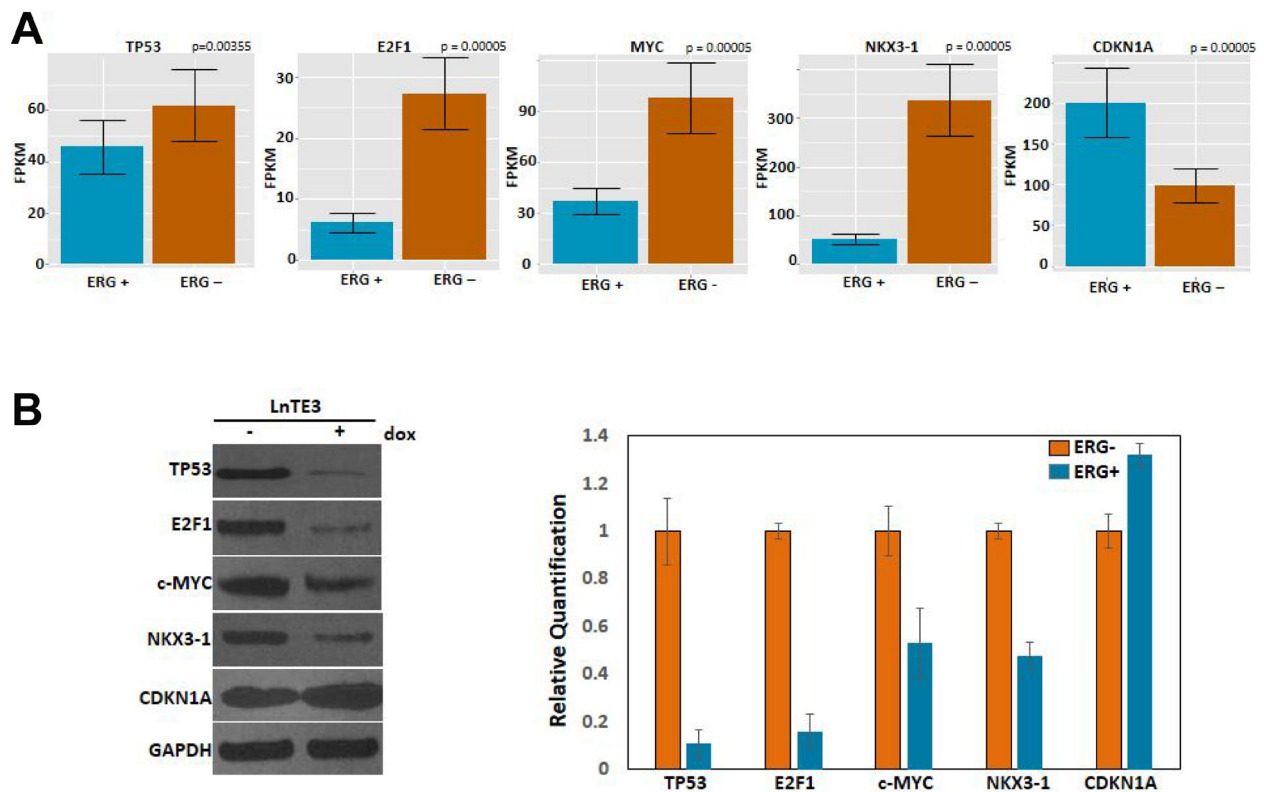 A
TP53 p=0.00355
FPKM
60
40
20
0
ERG + ERG –
E2F1 p = 0.00005
FPKM
30
20
10
0
ERG + ERG –
MYC p = 0.00005
FPKM
90
60
30
0
ERG + ERG -
NKX3-1 p = 0.00005
FPKM
300
200
100
0
ERG + ERG –
CDKN1A p = 0.00005
FPKM
200
150
100
50
0
ERG + ERG –
B
LnTE3
- + dox
TP53
E2F1
c-MYC
NKX3-1
CDKN1A
GAPDH
Relative Quantification
1.4
1.2
1
0.8
0.6
0.4
0.2
0
ERG-
ERG+
TP53 E2F1 c-MYC NKX3-1 CDKN1A